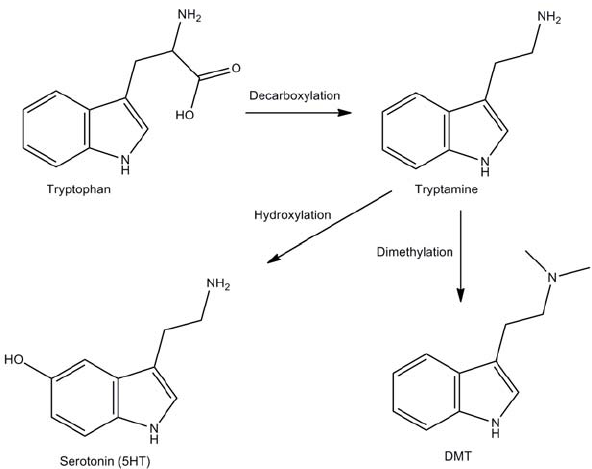 NH2
O
HO
N
H
Tryptophan
Decarboxylation
NH2
N
H
Tryptamine
Hydroxylation
Dimethylation
NH2
HO
N
H
Serotonin (5HT)
N
N
H
DMT